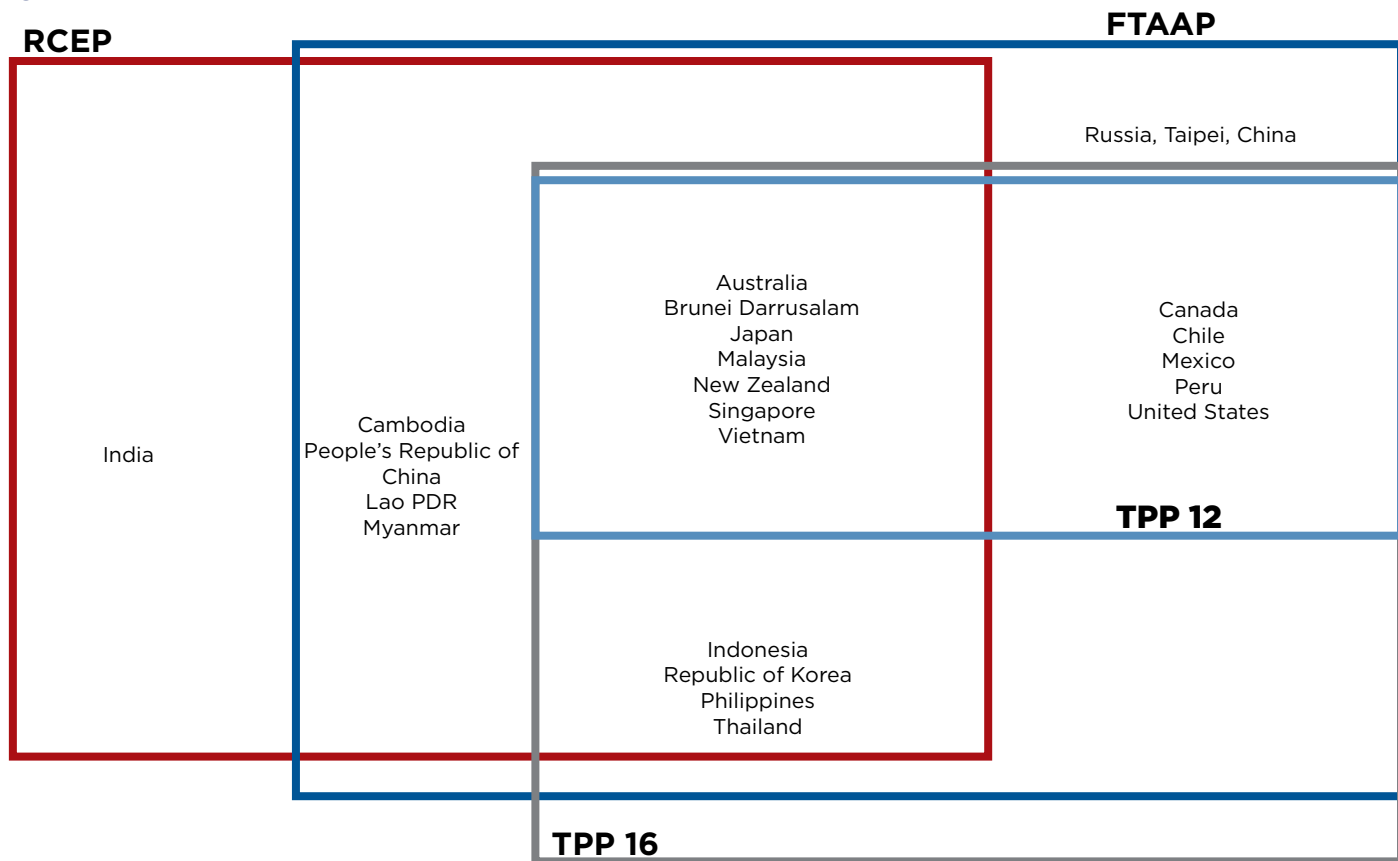 RCEP
FTAAP
Russia, Taipei, China
Australia
Brunei Darrusalam
Japan
Malaysia
New Zealand
Singapore
Vietnam
Canada
Chile
Mexico
Peru
United States
India
Cambodia
People’s Republic of
China
Lao PDR
Myanmar
TPP 12
Indonesia
Republic of Korea
Philippines
Thailand
TPP 16